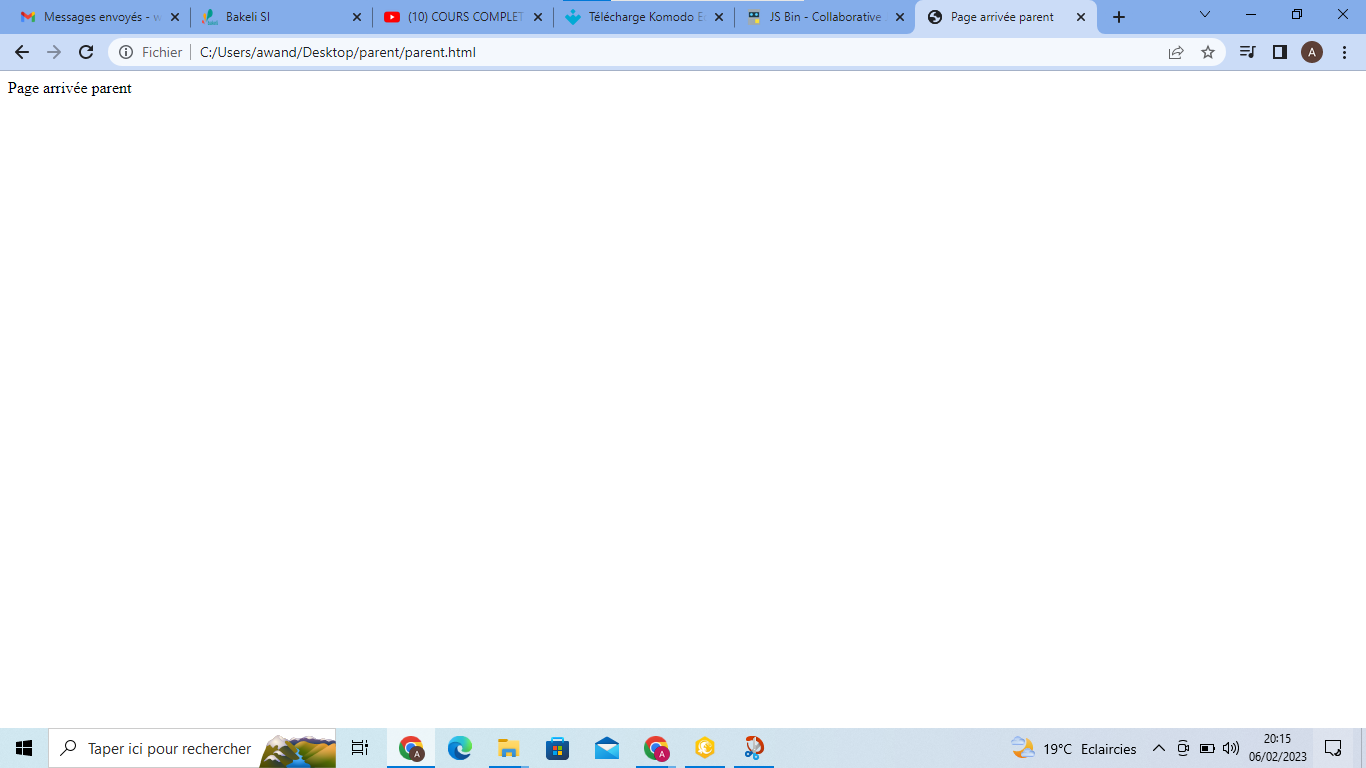 Messages envoyés - w
Bakeli SI
(10) COURS COMPLET
Télécharge Komodo E
JS Bin - Collaborative
Page arrivée parent
Fichier
C:/Users/awand/Desktop/parent/parent.html
A
Page arrivée parent
Taper ici pour rechercher
A
A
19°C Eclaircies
20:15
06/02/2023